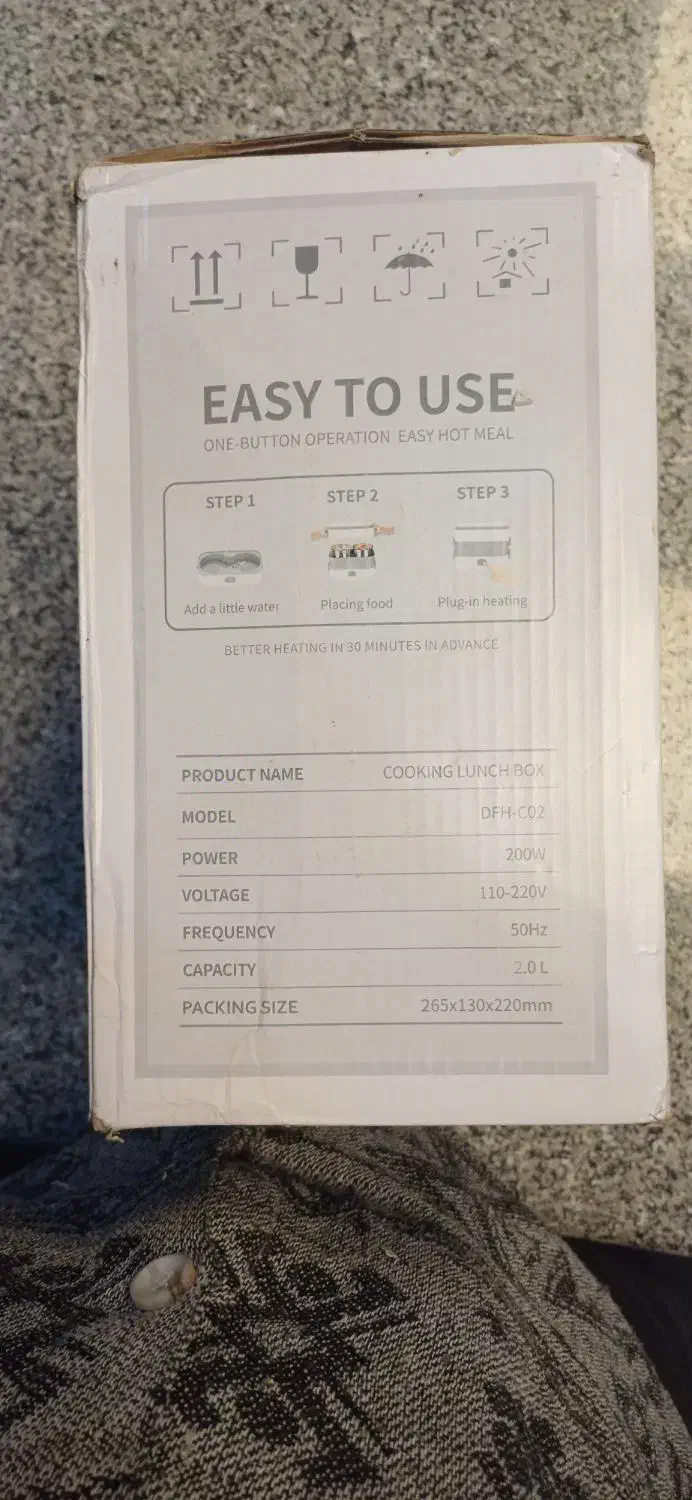 EASY TO USE
ONE-BUTTON OPERATION EASY HOT MEAL
STEP 1 STEP 2 STEP 3
Add a little water Placing food Plug-in heating
BETTER HEATING IN 30 MINUTES IN ADVANCE
PRODUCT NAME COOKING LUNCH BOX
MODEL DFH-C02
POWER 200W
VOLTAGE 110-220V
FREQUENCY 50Hz
CAPACITY 2.0 L
PACKING SIZE 265x130x220mm